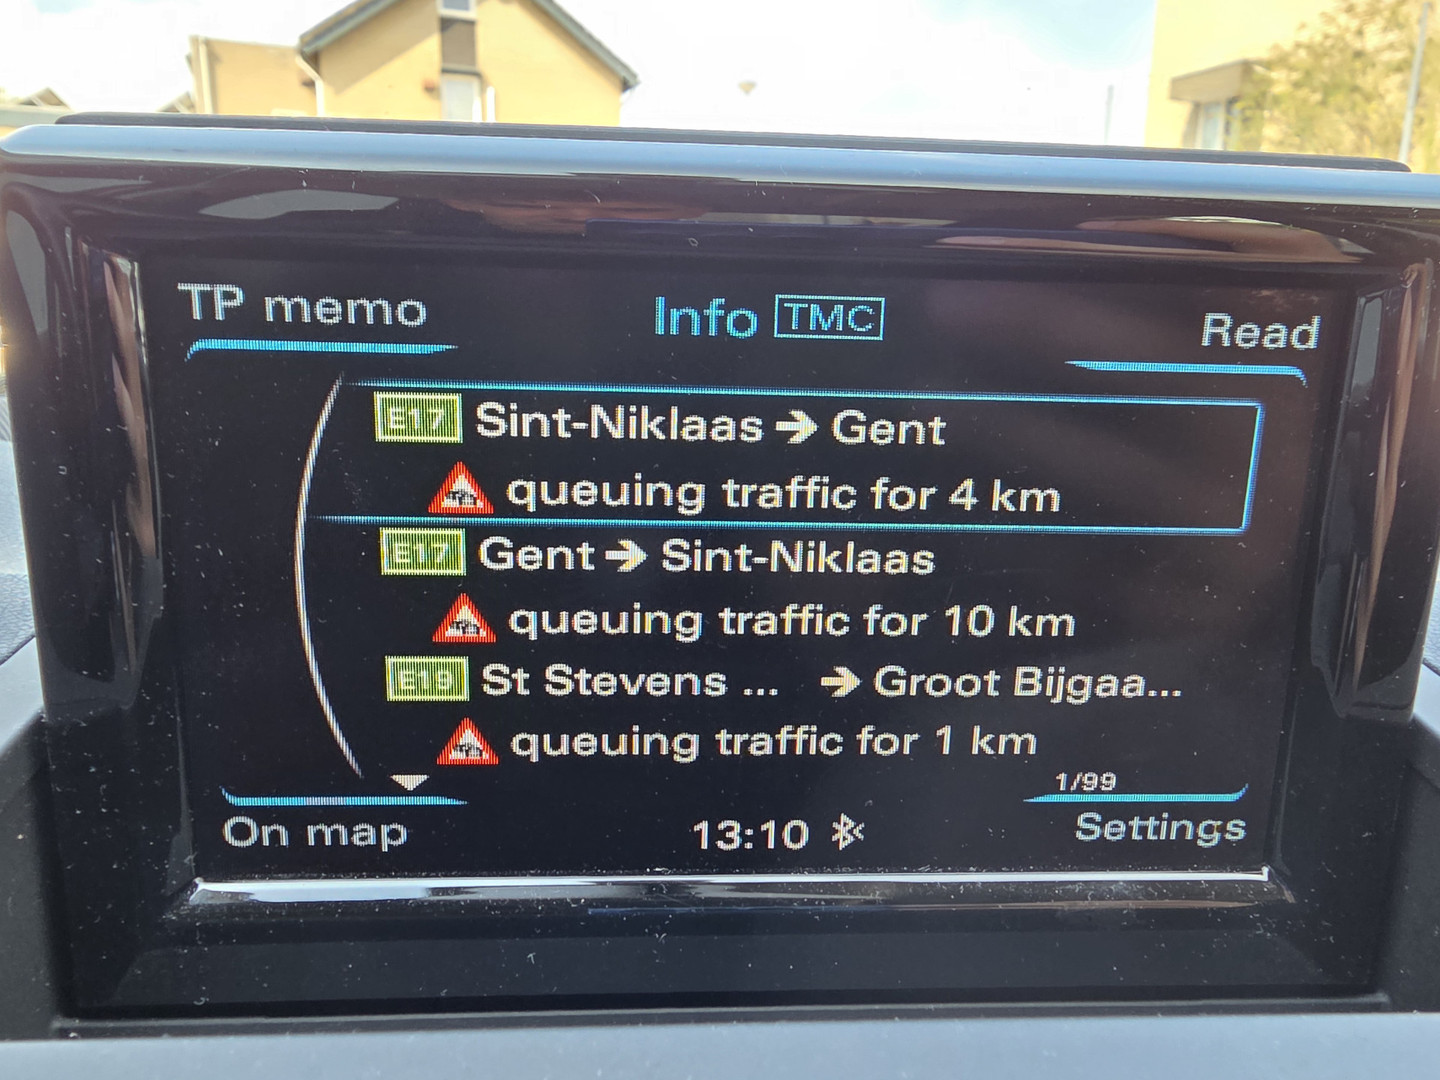 TP memo
Info TMC
Read
E17 Sint-Niklaas → Gent
queuing traffic for 4 km
E17 Gent → Sint-Niklaas
queuing traffic for 10 km
E19 St Stevens ... → Groot Bijgaa...
queuing traffic for 1 km
1/99
On map
13:10
Settings